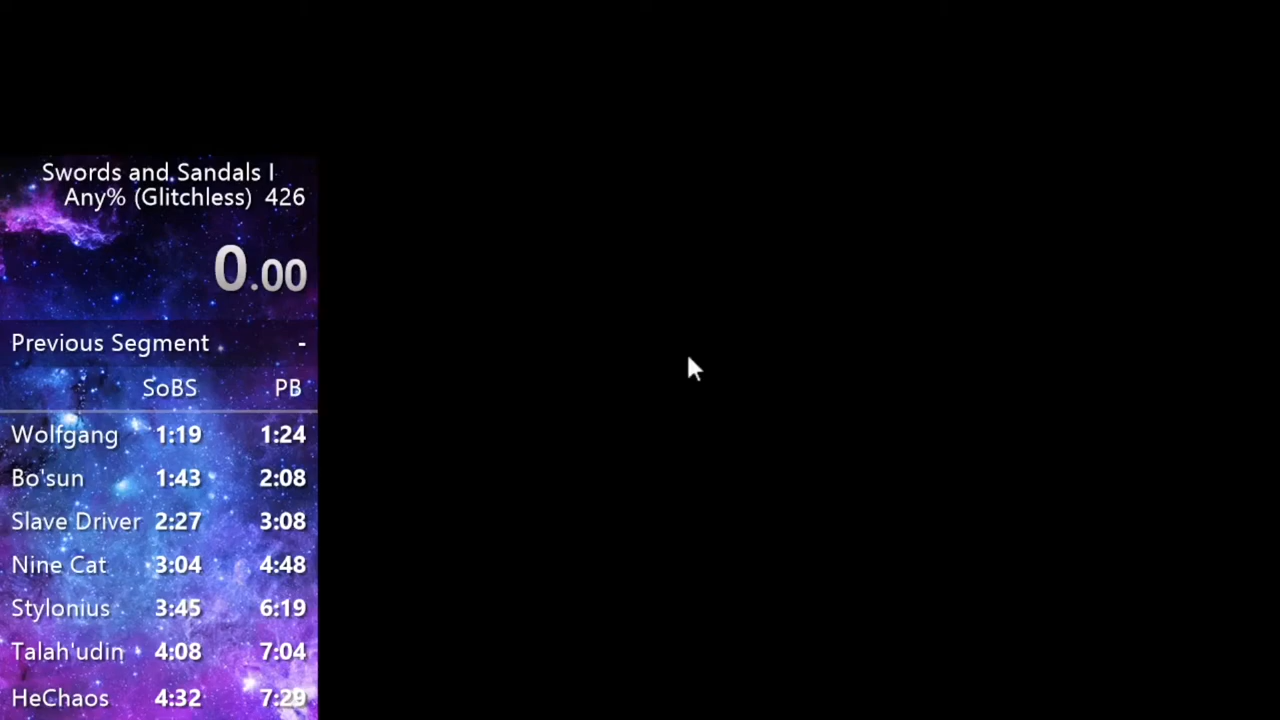 Swords and Sandals I
Any% (Glitchless) 426
0.00
Previous Segment -
SoBS PB
Wolfgang 1:19 1:24
Bo'sun 1:43 2:08
Slave Driver 2:27 3:08
Nine Cat 3:04 4:48
Stylonius 3:45 6:19
Talah'udin 4:08 7:04
HeChaos 4:32 7:29